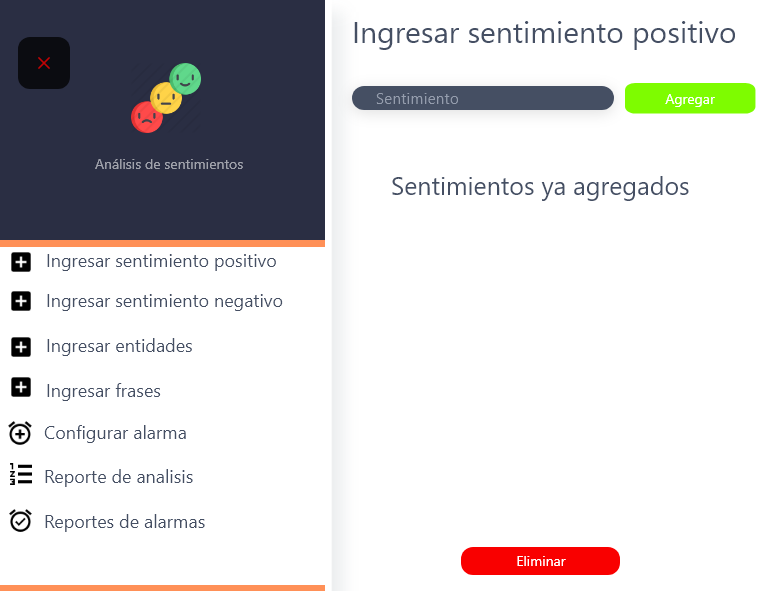 Análisis de sentimientos
Ingresar sentimiento positivo
Ingresar sentimiento negativo
Ingresar entidades
Ingresar frases
Configurar alarma
Reporte de analisis
Reportes de alarmas
Ingresar sentimiento positivo
Sentimiento
Agregar
Sentimientos ya agregados
Eliminar